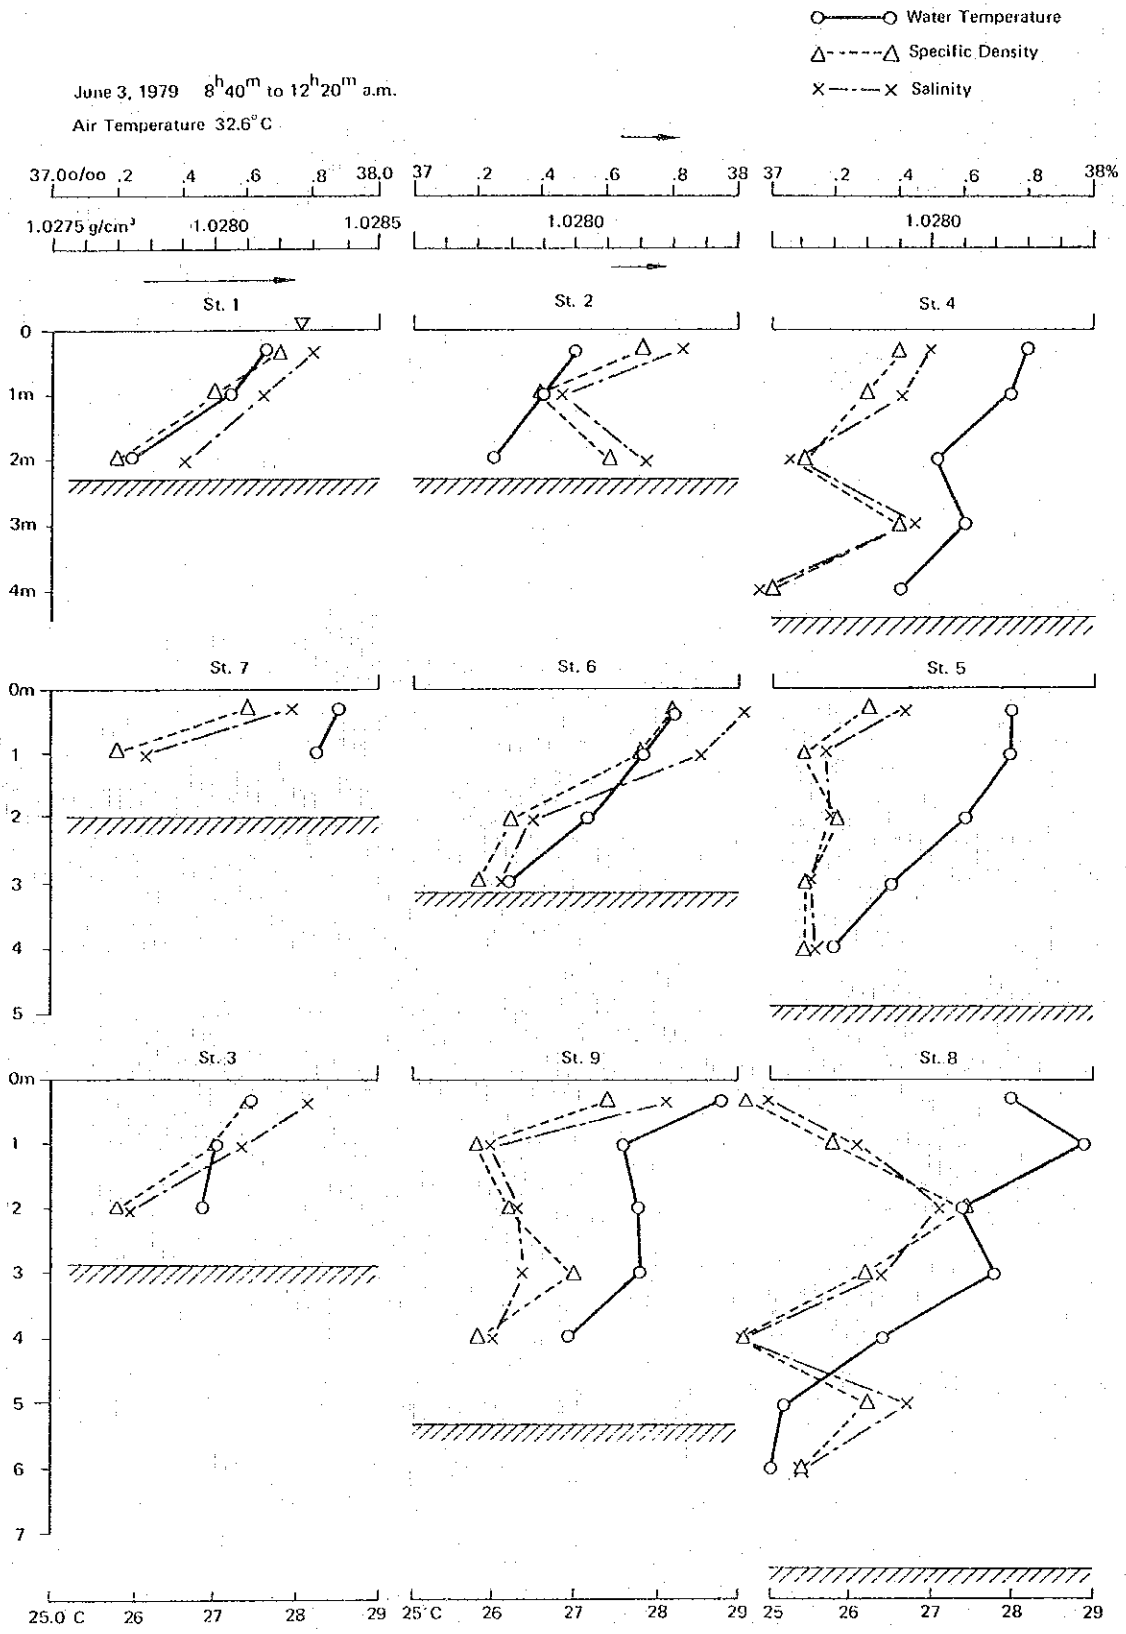 Water Temperature
Specific Density
Salinity
June 3, 1979 8h40m to 12h20m a.m.
Air Temperature 32.6°C
37.0o/oo .2 .4 .6 .8 38.0 37 .2 .4 .6 .8 38 37 .2 .4 .6 .8 38%
1.0275 g/cm³ 1.0280 1.0285 1.0280 1.0280
St. 1 St. 2 St. 4
0
1m
2m
3m
4m
St. 7 St. 6 St. 5
0m
1
2
3
4
5
St. 3 St. 9 St. 8
0m
1
2
3
4
5
6
7
25.0°C 26 27 28 29 25°C 26 27 28 29 25 26 27 28 29